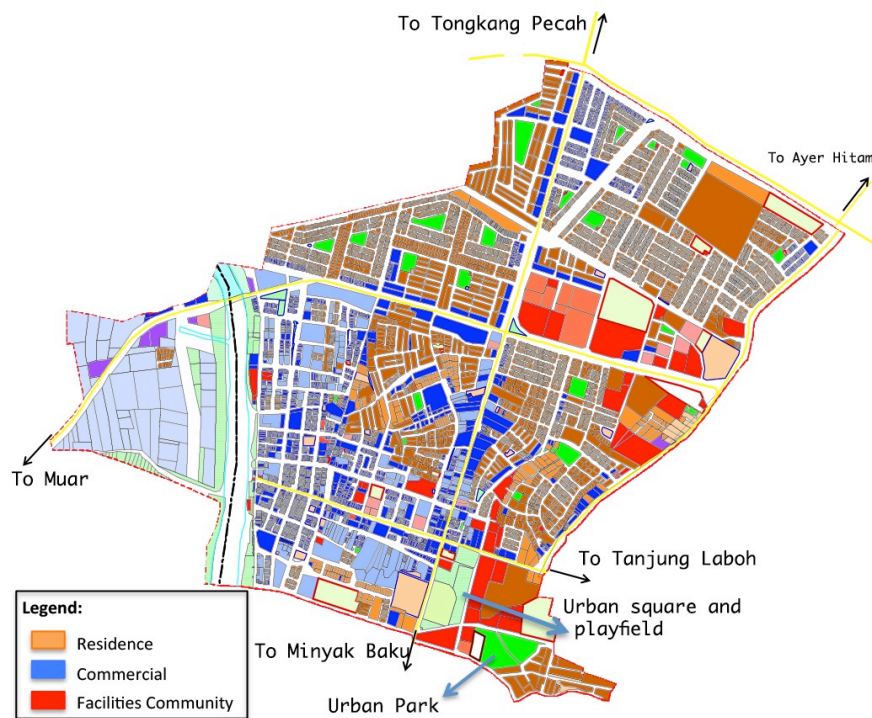 To Tongkang Pecah
To Ayer Hitam
To Muar
To Tanjung Laboh
Urban square and
playfield
Legend:
Residence
Commercial
Facilities Community
To Minyak Baku
Urban Park